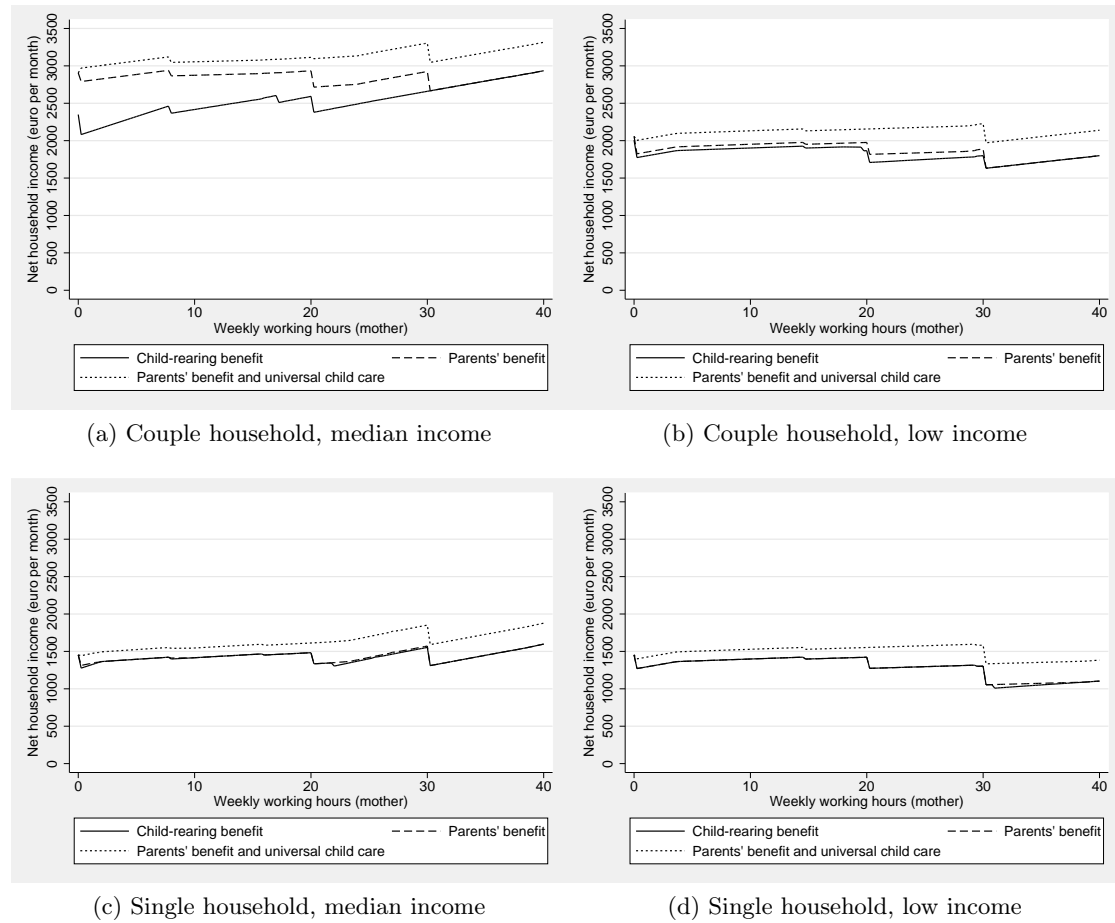 0 500 1000 1500 2000 2500 3000 3500
Net household income (euro per month)
0 10 20 30 40
Weekly working hours (mother)
Child-rearing benefit Parents' benefit
Parents' benefit and universal child care
(a) Couple household, median income
0 500 1000 1500 2000 2500 3000 3500
Net household income (euro per month)
0 10 20 30 40
Weekly working hours (mother)
Child-rearing benefit Parents' benefit
Parents' benefit and universal child care
(b) Couple household, low income
0 500 1000 1500 2000 2500 3000 3500
Net household income (euro per month)
0 10 20 30 40
Weekly working hours (mother)
Child-rearing benefit Parents' benefit
Parents' benefit and universal child care
(c) Single household, median income
0 500 1000 1500 2000 2500 3000 3500
Net household income (euro per month)
0 10 20 30 40
Weekly working hours (mother)
Child-rearing benefit Parents' benefit
Parents' benefit and universal child care
(d) Single household, low income